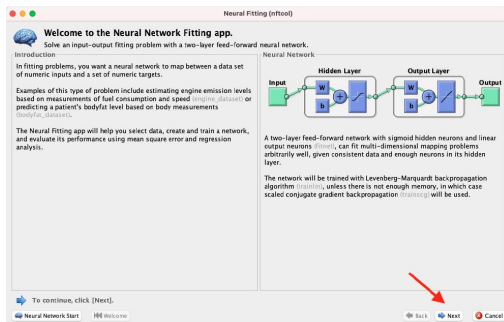 Neural Fitting (nftool)
Welcome to the Neural Network Fitting app.
Solve an input-output fitting problem with a two-layer feed-forward neural network.
Introduction
In fitting problems, you want a neural network to map between a data set
of numeric inputs and a set of numeric targets.
Examples of this type of problem include estimating engine emission levels
based on measurements of fuel consumption and speed (engine_dataset) or
predicting a patient's bodyfat level based on body measurements
(bodyfat_dataset).
The Neural Fitting app will help you select data, create and train a network,
and evaluate its performance using mean square error and regression
analysis.
Neural Network
Hidden Layer
Output Layer
Input
Output
W
b
+
W
b
+
A two-layer feed-forward network with sigmoid hidden neurons and linear
output neurons (fitnet), can fit multi-dimensional mapping problems
arbitrarily well, given consistent data and enough neurons in its hidden
layer.
The network will be trained with Levenberg-Marquardt backpropagation
algorithm (trainlm), unless there is not enough memory, in which case
scaled conjugate gradient backpropagation (trainscg) will be used.
To continue, click [Next].
Neural Network Start
Welcome
Back
Next
Cancel